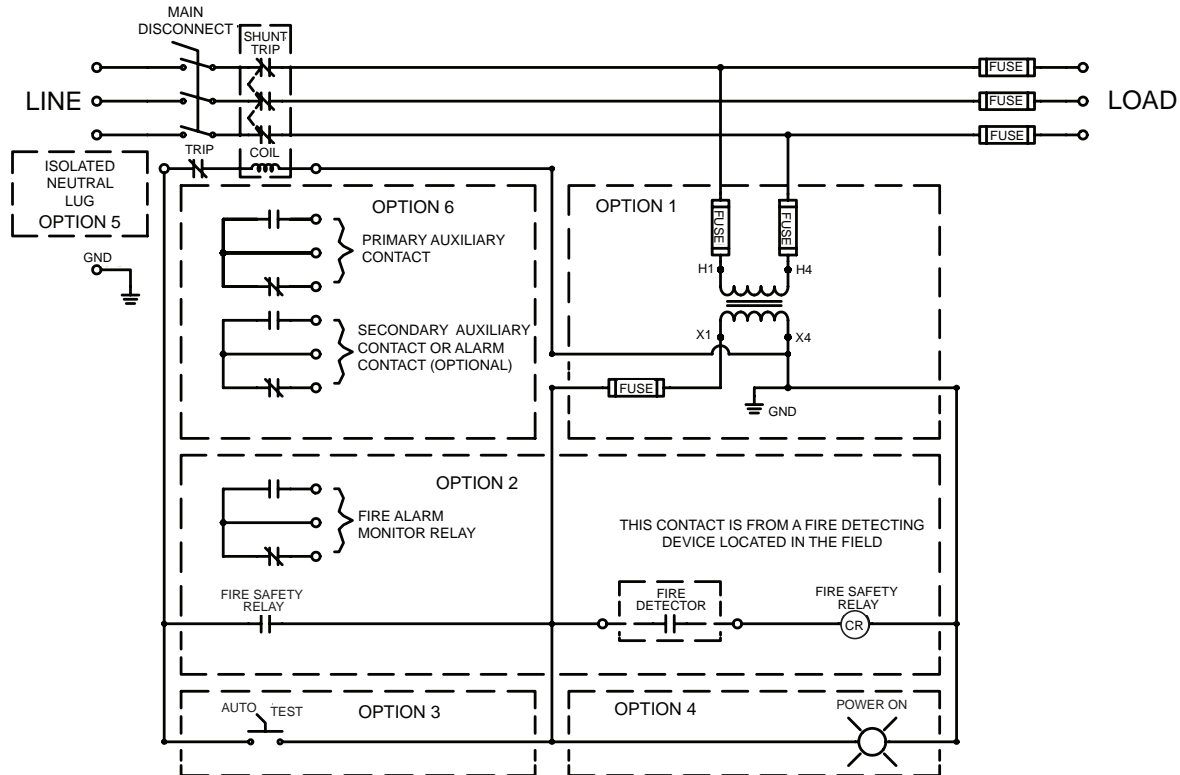 MAIN
DISCONNECT
SHUNT
TRIP
FUSE
LINE
FUSE
LOAD
FUSE
TRIP
COIL
ISOLATED
NEUTRAL
LUG
OPTION 5
OPTION 6
OPTION 1
PRIMARY AUXILIARY
CONTACT
FUSE
FUSE
GND
H1
H4
SECONDARY AUXILIARY
CONTACT OR ALARM
CONTACT (OPTIONAL)
X1
X4
FUSE
GND
OPTION 2
FIRE ALARM
MONITOR RELAY
THIS CONTACT IS FROM A FIRE DETECTING
DEVICE LOCATED IN THE FIELD
FIRE SAFETY
RELAY
FIRE
DETECTOR
FIRE SAFETY
RELAY
CR
AUTO
TEST
OPTION 3
OPTION 4
POWER ON